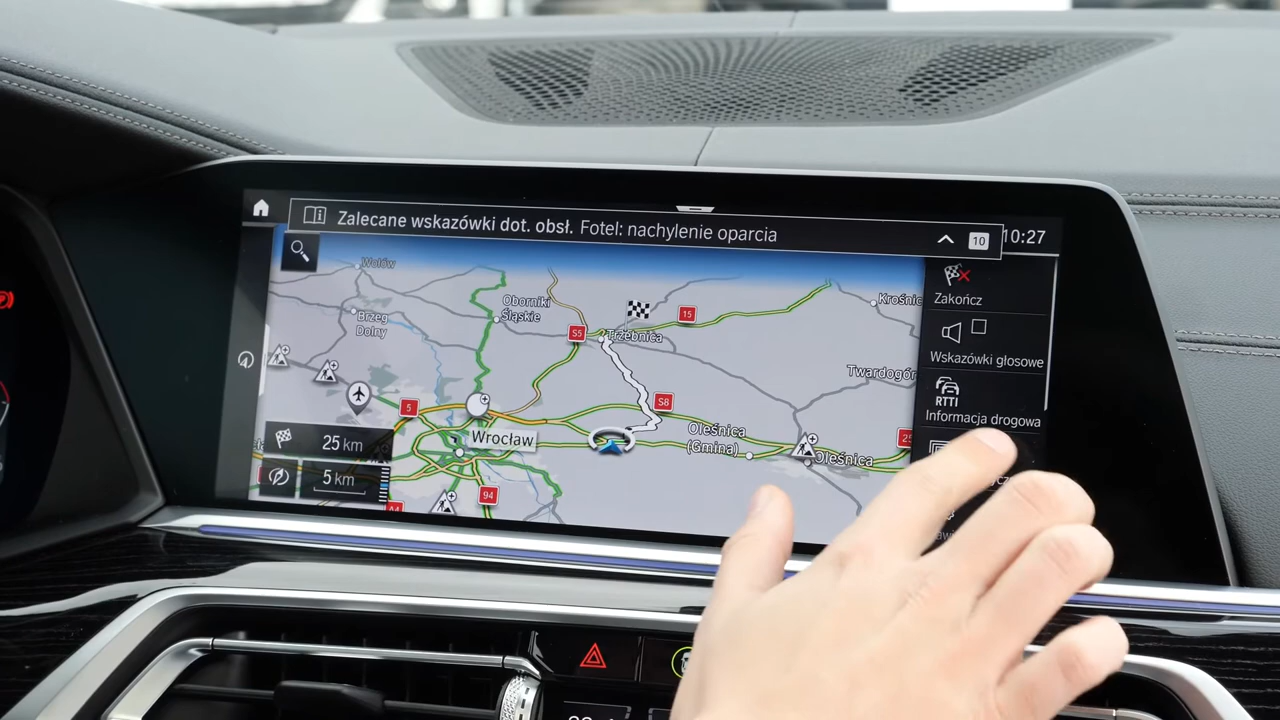 Zalecane wskazówki dot. obsł. Fotel: nachylenie oparcia
10
10:27
Wołów
Oborniki
Śląskie
Brzeg
Dolny
S5
15
Trzebnica
Zakończ
Wskazówki głosowe
RTTI
Informacja drogowa
Twardogór
5
S8
Wrocław
Oleśnica
(Gmina)
Oleśnica
25 km
5 km
94
A4